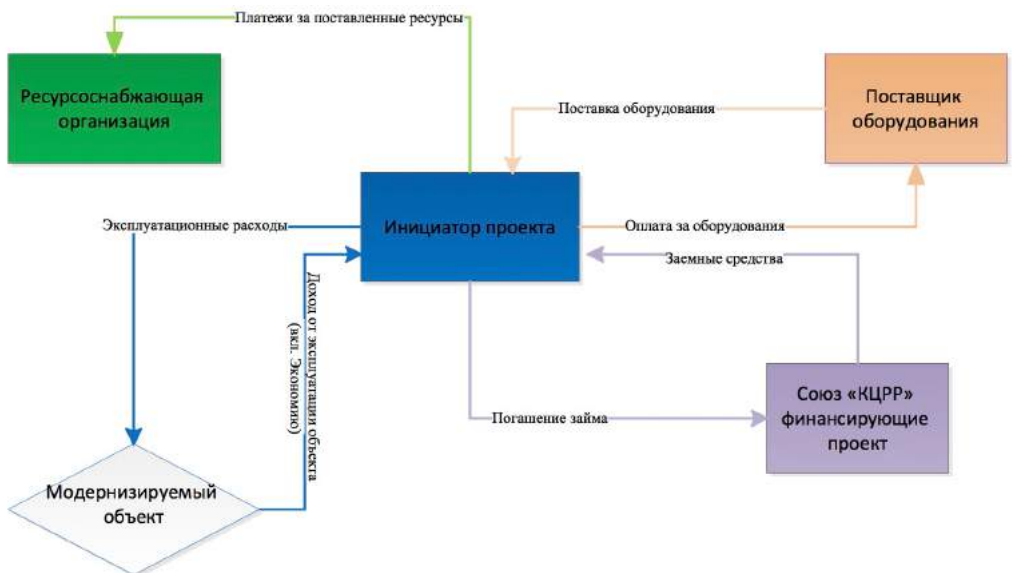 Платежи за поставленные ресурсы
Ресурсоснабжающая
организация
Поставщик
оборудования
Поставка оборудования
Эксплуатационные расходы
Инициатор проекта
Оплата за оборудования
Заемные средства
Доход от эксплуатации объекта
(вкл. Экономию)
Союз «КЦРР»
финансирующие
проект
Погашение займа
Модернизируемый
объект